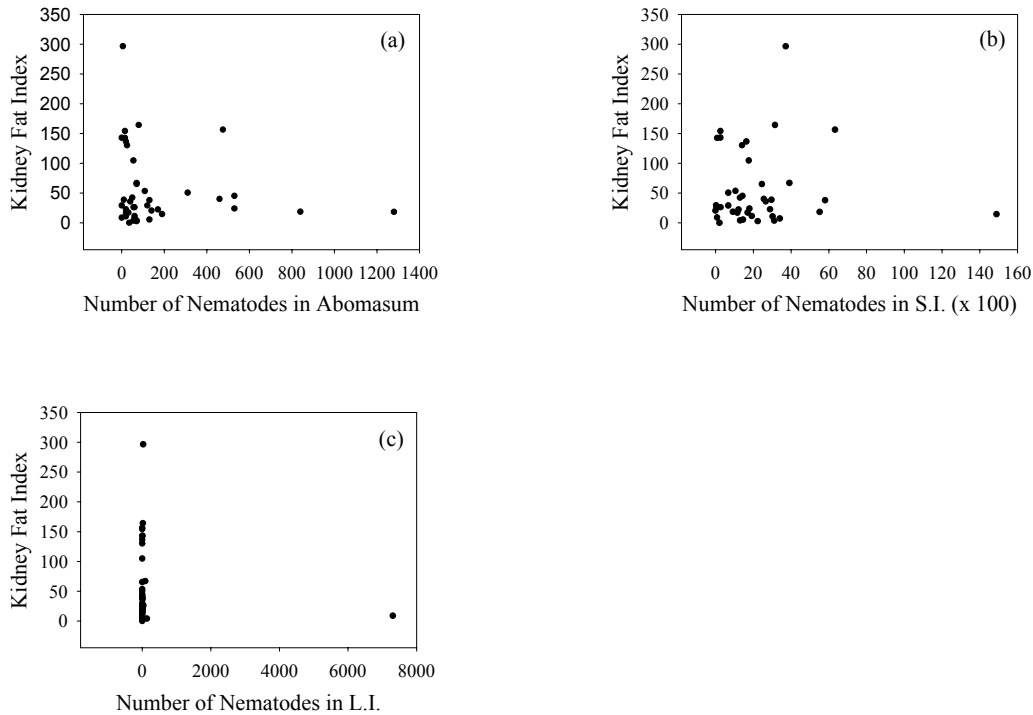 350
300
250
200
150
100
50
0
Kidney Fat Index
(a)
0 200 400 600 800 1000 1200 1400
Number of Nematodes in Abomasum
350
300
250
200
150
100
50
0
Kidney Fat Index
(b)
0 20 40 60 80 100 120 140 160
Number of Nematodes in S.I. (x 100)
350
300
250
200
150
100
50
0
Kidney Fat Index
(c)
0 2000 4000 6000 8000
Number of Nematodes in L.I.